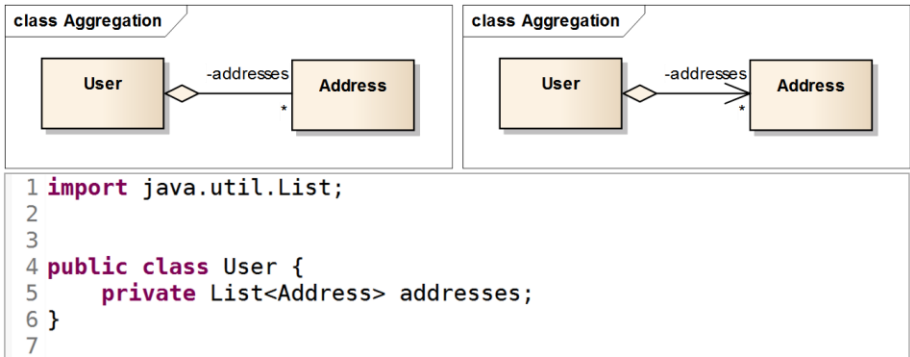 class Aggregation
User
-addresses
*
Address
class Aggregation
User
-addresses
*
Address
1 import java.util.List;
2
3
4 public class User {
5     private List<Address> addresses;
6 }
7